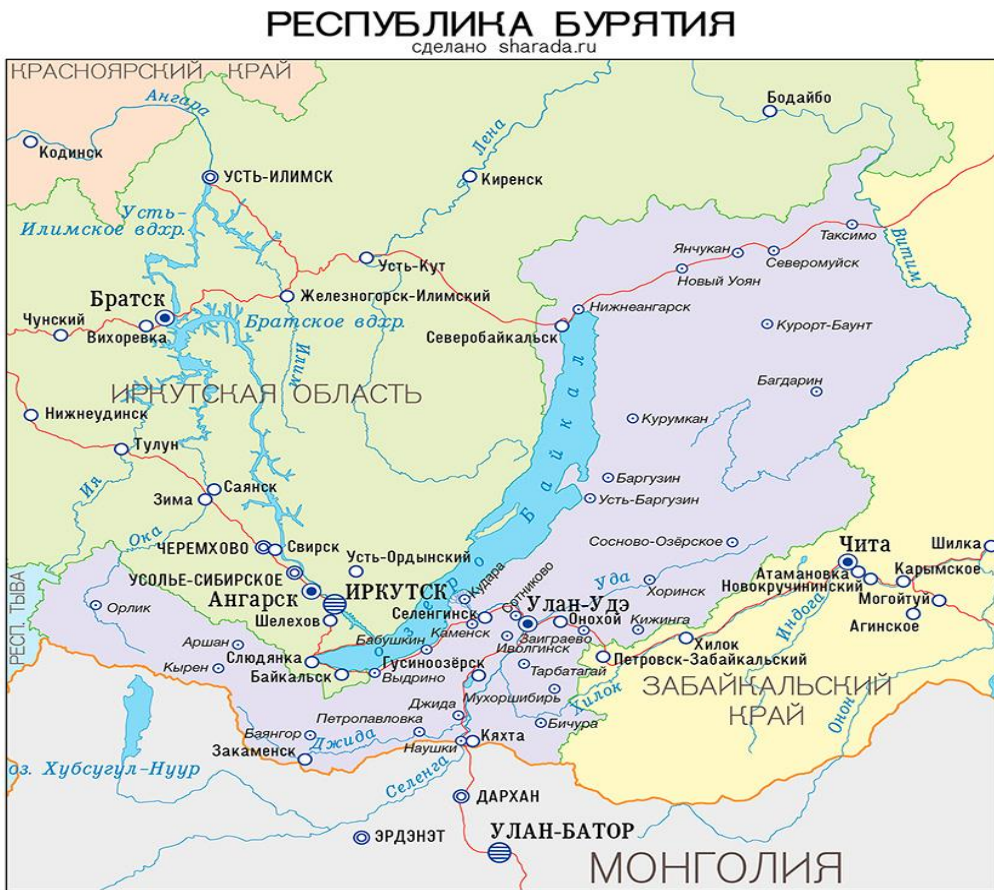 РЕСПУБЛИКА БУРЯТИЯ
сделано sharada.ru
КРАСНОЯРСКИЙ КРАЙ
Ангара
Бодайбо
Кодинск
Лена
УСТЬ-ИЛИМСК
Киренск
Усть-
Илимское вдхр.
Таксимо
Витим
Янчукан
Северомуйск
Усть-Кут
Новый Уоян
Братск
Железногорск-Илимский
Нижнеангарск
Чунский
Вихоревка
Братское вдхр.
Северобайкальск
Курорт-Баунт
Илим
ИРКУТСКАЯ ОБЛАСТЬ
Багдарин
Нижнеудинск
Курумкан
Тулун
озеро Байкал
Ия
Саянск
Баргузин
Зима
Усть-Баргузин
Ока
ЧЕРЕМХОВО
Свирск
Сосново-Озёрское
Чита
Шилка
Усть-Ордынский
УСОЛЬЕ-СИБИРСКОЕ
Атамановка
Карымское
РЕСП. ТЫВА
Ангарск
ИРКУТСК
Кудара
Сотниково
Уда
Хоринск
Новокручининский
Орлик
Селенгинск
Улан-Удэ
Могойтуй
Шелехов
Онохой
Индога
Агинское
Бабушкин
Каменск
Заиграево
Кижинга
Аршан
Иволгинск
Хилок
Слюдянка
Гусиноозёрск
Петровск-Забайкальский
Кырен
Байкальск
Выдрино
Тарбатагай
ЗАБАЙКАЛЬСКИЙ
КРАЙ
Мухоршибирь
Хилок
Онон
Джида
Петропавловка
Бичура
Баянгор
Джида
Закаменск
Наушки
Кяхта
оз. Хубсугул-Нуур
Селенга
ДАРХАН
ЭРДЭНЭТ
УЛАН-БАТОР
МОНГОЛИЯ